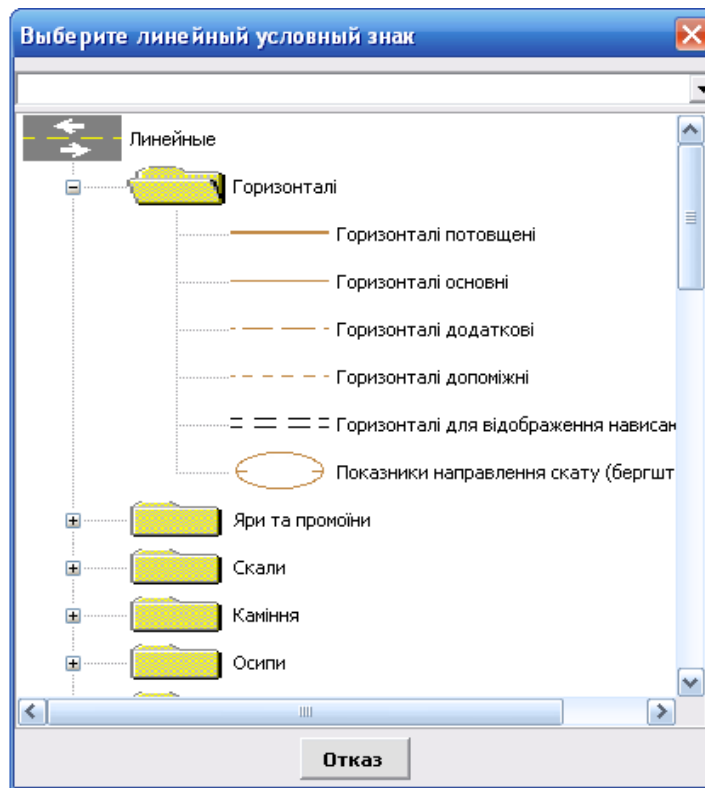 Выберите линейный условный знак
Линейные
Горизонталі
Горизонталі потовщені
Горизонталі основні
Горизонталі додаткові
Горизонталі допоміжні
Горизонталі для відображення нависан
Показники направлення скату (бергшт
Яри та промоїни
Скали
Каміння
Осипи
Отказ